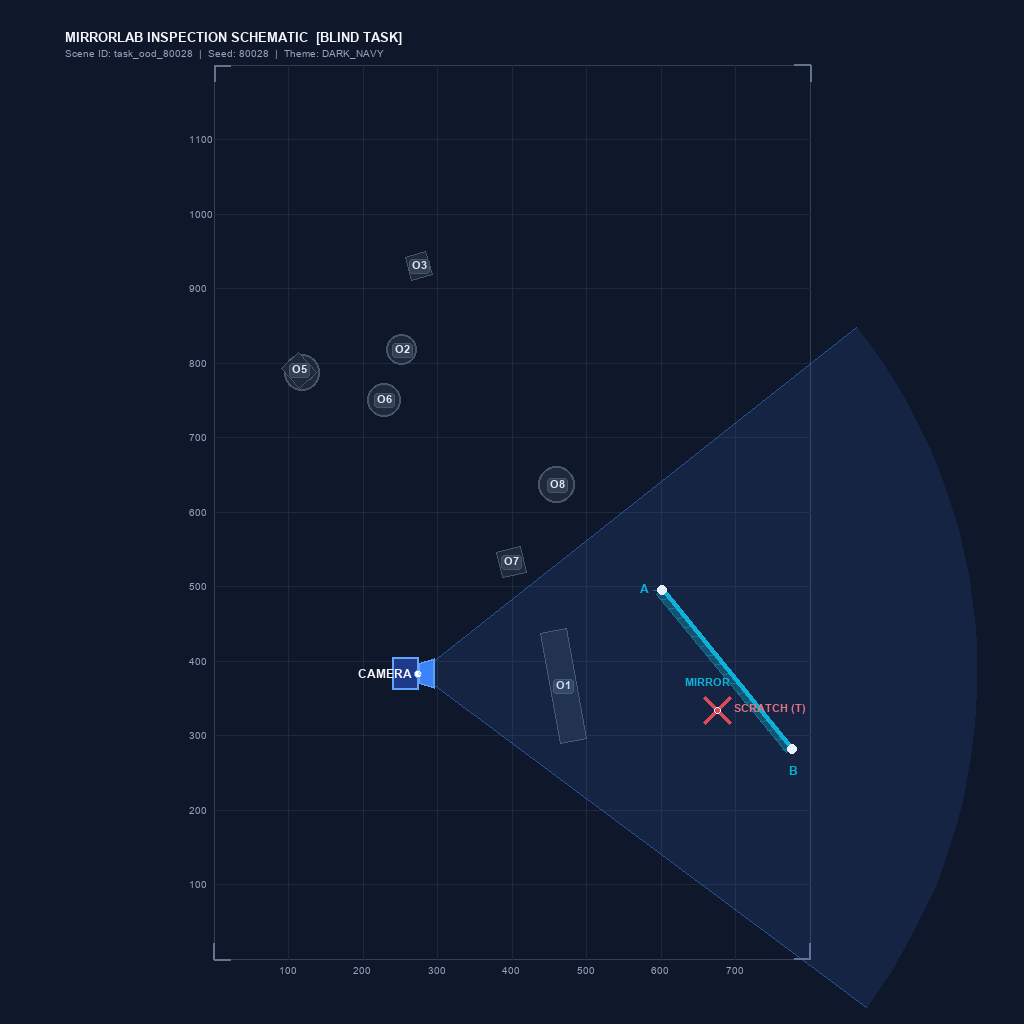 MIRRORLAB INSPECTION SCHEMATIC  [BLIND TASK]
Scene ID: task_ood_80028  |  Seed: 80028  |  Theme: DARK_NAVY
1100
1000
O3
900
O2
800
O5
O6
700
O8
600
O7
500
A
400
CAMERA
O1
MIRROR
SCRATCH (T)
300
B
200
100
100 200 300 400 500 600 700